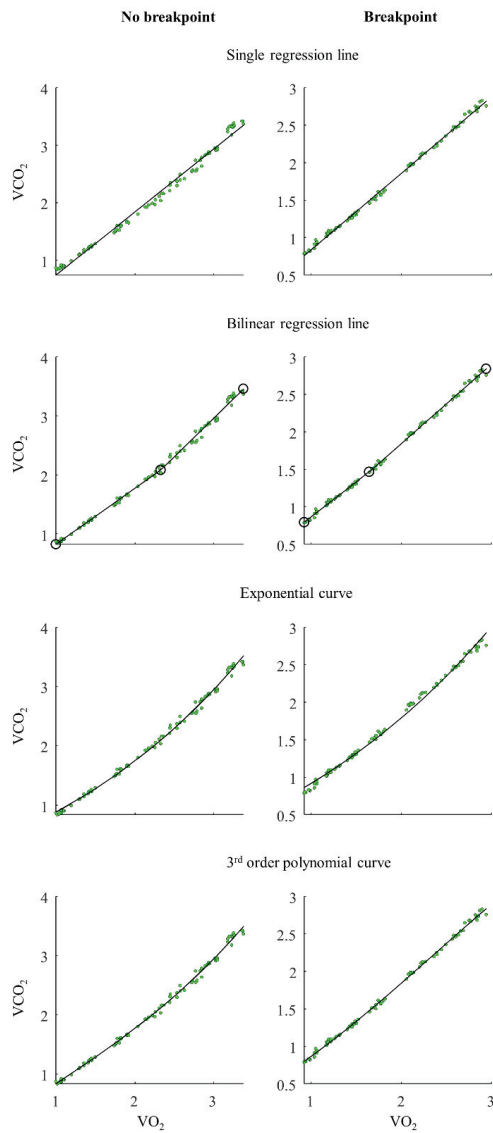 No breakpoint Breakpoint
Single regression line
4 3
3 2.5
2 2
1 1.5
1
0.5
VCO2
Bilinear regression line
4 3
3 2.5
2 2
1 1.5
1
0.5
VCO2
Exponential curve
4 3
3 2.5
2 2
1 1.5
1
0.5
VCO2
3rd order polynomial curve
4 3
3 2.5
2 2
1 1.5
1
0.5
VCO2
1 2 3 1 2 3
VO2 VO2